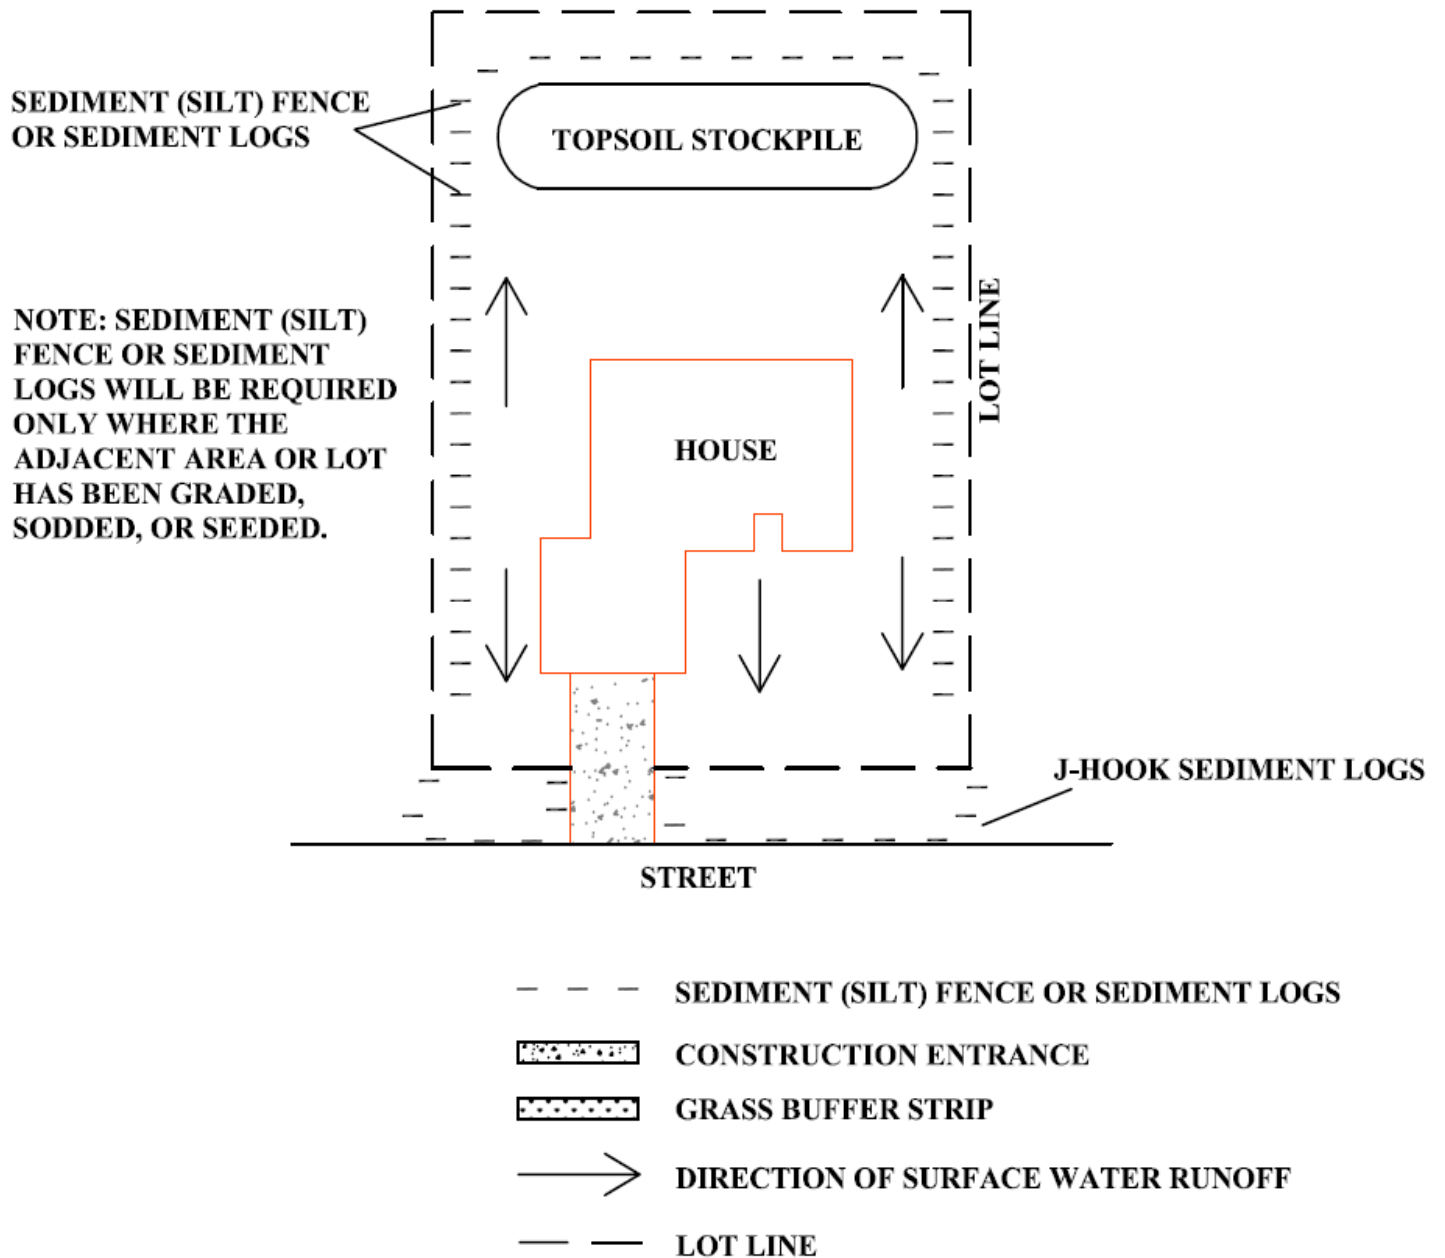 SEDIMENT (SILT) FENCE
OR SEDIMENT LOGS
TOPSOIL STOCKPILE
NOTE: SEDIMENT (SILT)
FENCE OR SEDIMENT
LOGS WILL BE REQUIRED
ONLY WHERE THE
ADJACENT AREA OR LOT
HAS BEEN GRADED,
SODDED, OR SEEDED.
LOT LINE
HOUSE
J-HOOK SEDIMENT LOGS
STREET
SEDIMENT (SILT) FENCE OR SEDIMENT LOGS
CONSTRUCTION ENTRANCE
GRASS BUFFER STRIP
DIRECTION OF SURFACE WATER RUNOFF
LOT LINE